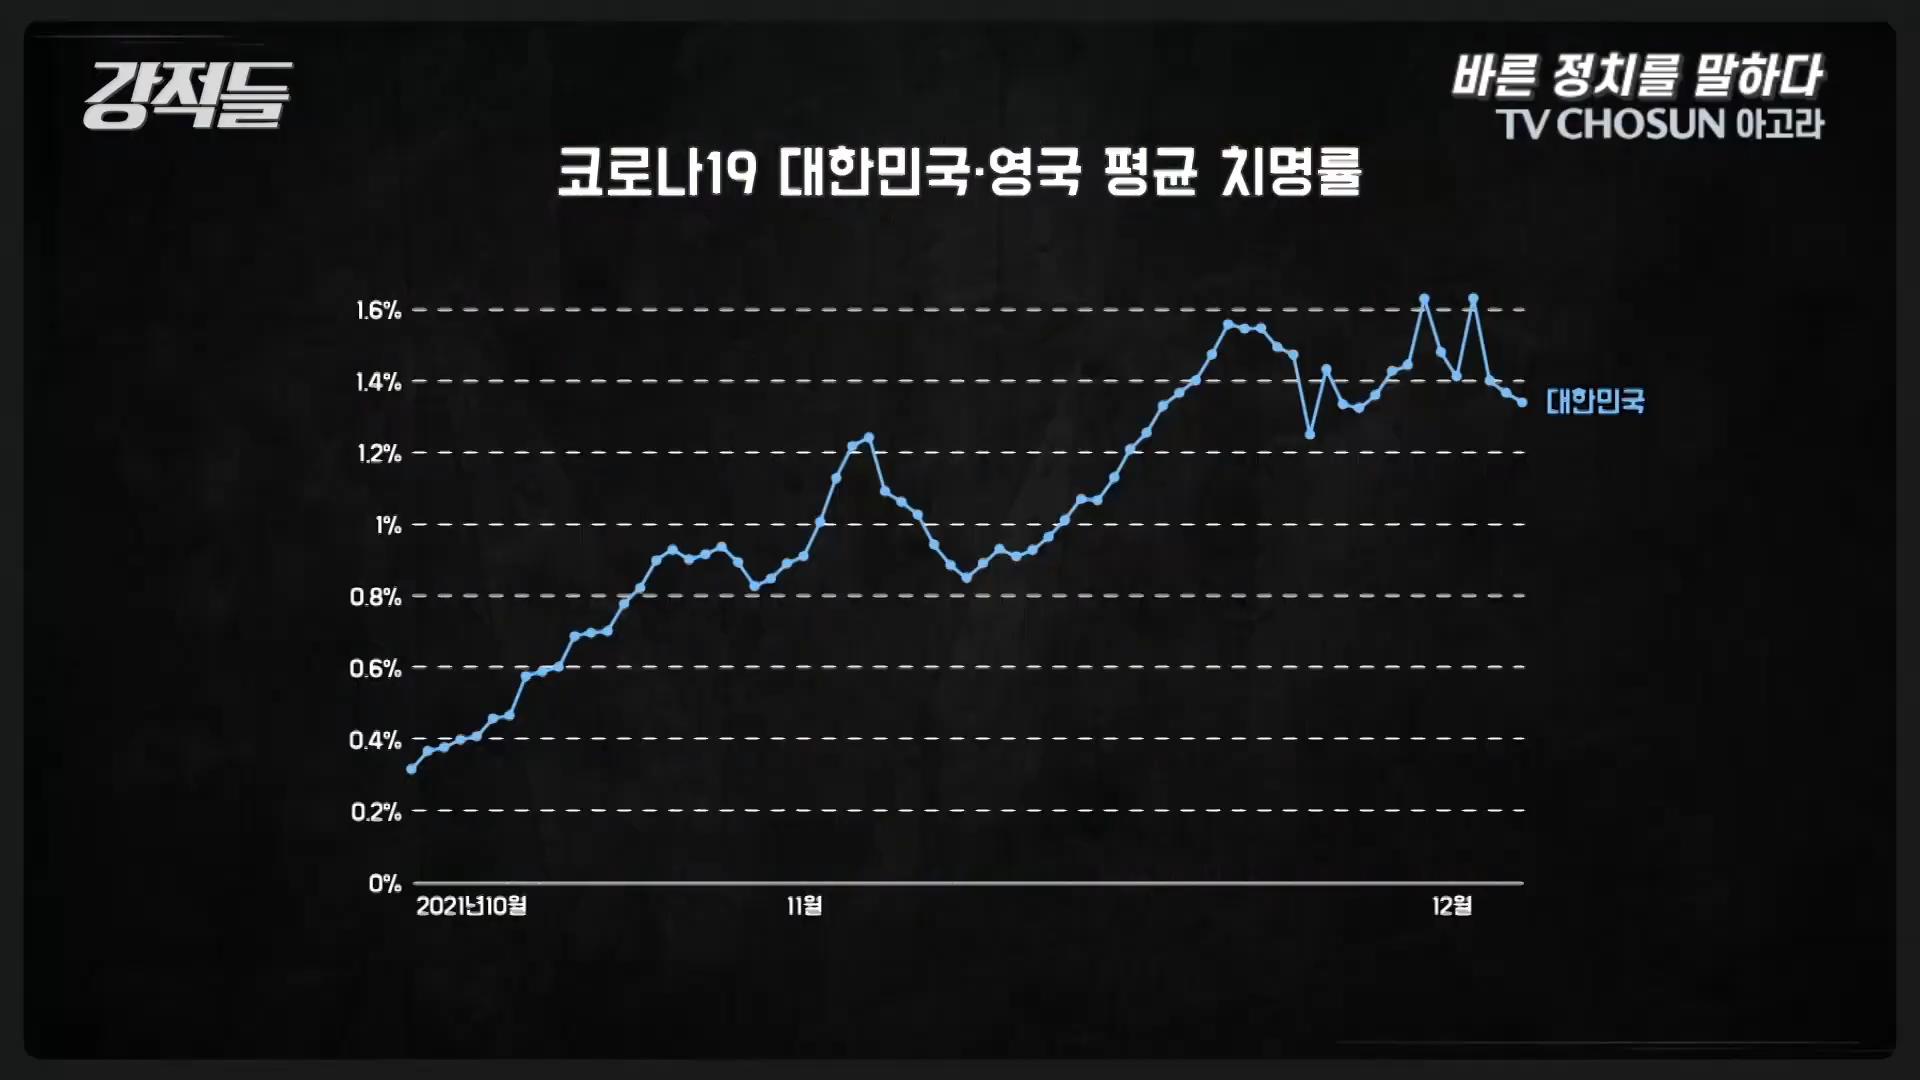 강적들
바른 정치를 말하다
TV CHOSUN 아고라
코로나19 대한민국·영국 평균 치명률
1.6%
1.4%
대한민국
1.2%
1%
0.8%
0.6%
0.4%
0.2%
0%
2021년10월
11월
12월